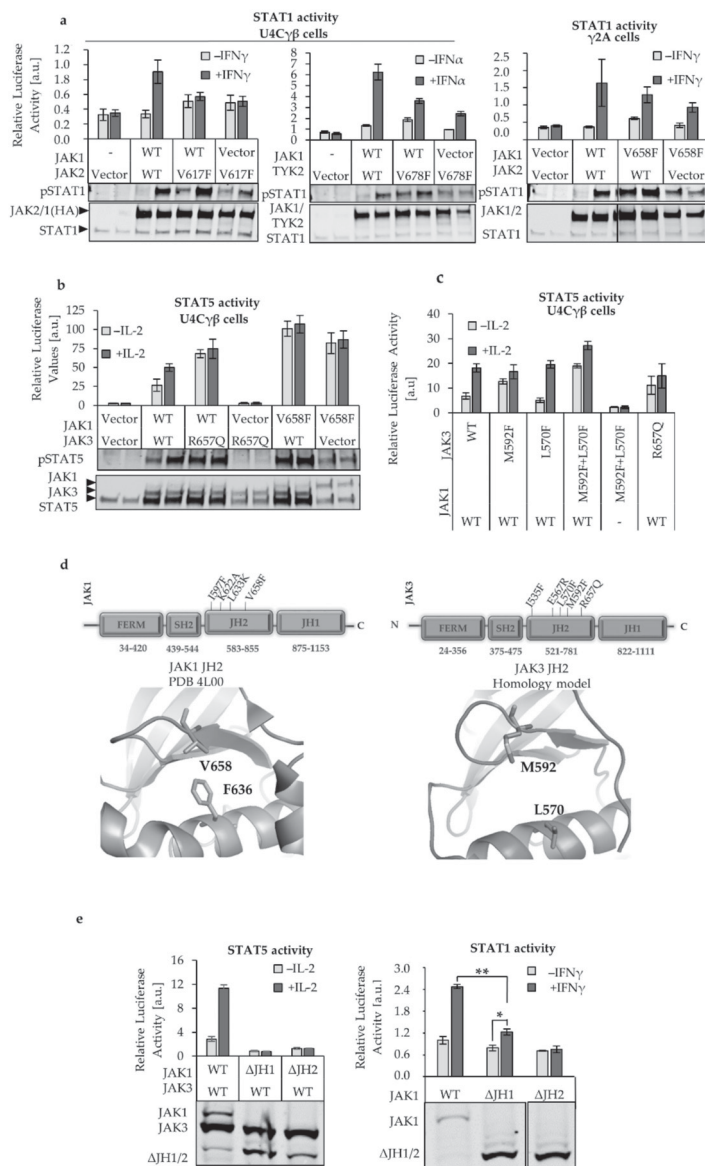 a
STAT1 activity
U4Cγβ cells
STAT1 activity
γ2A cells
Relative Luciferase
Activity [a.u.]
1.2
1.0
0.8
0.6
0.4
0.2
0.0
−IFNγ
+IFNγ
JAK1 - WT WT Vector
JAK2 Vector WT V617F V617F
pSTAT1
JAK2/1(HA)
STAT1
7
6
5
4
3
2
1
0
−IFNα
+IFNα
JAK1 - WT WT Vector
TYK2 Vector WT V678F V678F
pSTAT1
JAK1/
TYK2
STAT1
2.5
2.0
1.5
1.0
0.5
0.0
−IFNγ
+IFNγ
JAK1 Vector WT V658F V658F
JAK2 Vector WT WT Vector
pSTAT1
JAK1/2
STAT1
b
STAT5 activity
U4Cγβ cells
Relative Luciferase
Values [a.u.]
125
100
75
50
25
0
−IL-2
+IL-2
JAK1 Vector WT WT Vector V658F V658F
JAK3 Vector WT R657Q R657Q WT Vector
pSTAT5
JAK1
JAK3
STAT5
c
STAT5 activity
U4Cγβ cells
Relative Luciferase Activity
[a.u]
40
30
20
10
0
−IL-2
+IL-2
JAK3 WT M592F L570F M592F+L570F M592F+L570F R657Q
JAK1 WT WT WT WT - WT
d
JAK1
I597F
K622A
L633K
V658F
FERM SH2 JH2 JH1 C
34-420 439-544 583-855 875-1153
JAK1 JH2
PDB 4L00
V658
F636
JAK3
E567R
L570F
M592F
R657Q
N FERM SH2 JH2 JH1 C
24-356 375-475 521-781 822-1111
JAK3 JH2
Homology model
M592
L570
e
STAT5 activity
Relative Luciferase
Activity [a.u.]
16
12
8
4
0
−IL-2
+IL-2
JAK1 WT ΔJH1 ΔJH2
JAK3 WT WT WT
JAK1
JAK3
ΔJH1/2
STAT1 activity
Relative Luciferase
Activity [a.u.]
3.0
2.4
1.8
1.2
0.6
0.0
−IFNγ
+IFNγ
**
*
JAK1 WT ΔJH1 ΔJH2
JAK1
ΔJH1/2